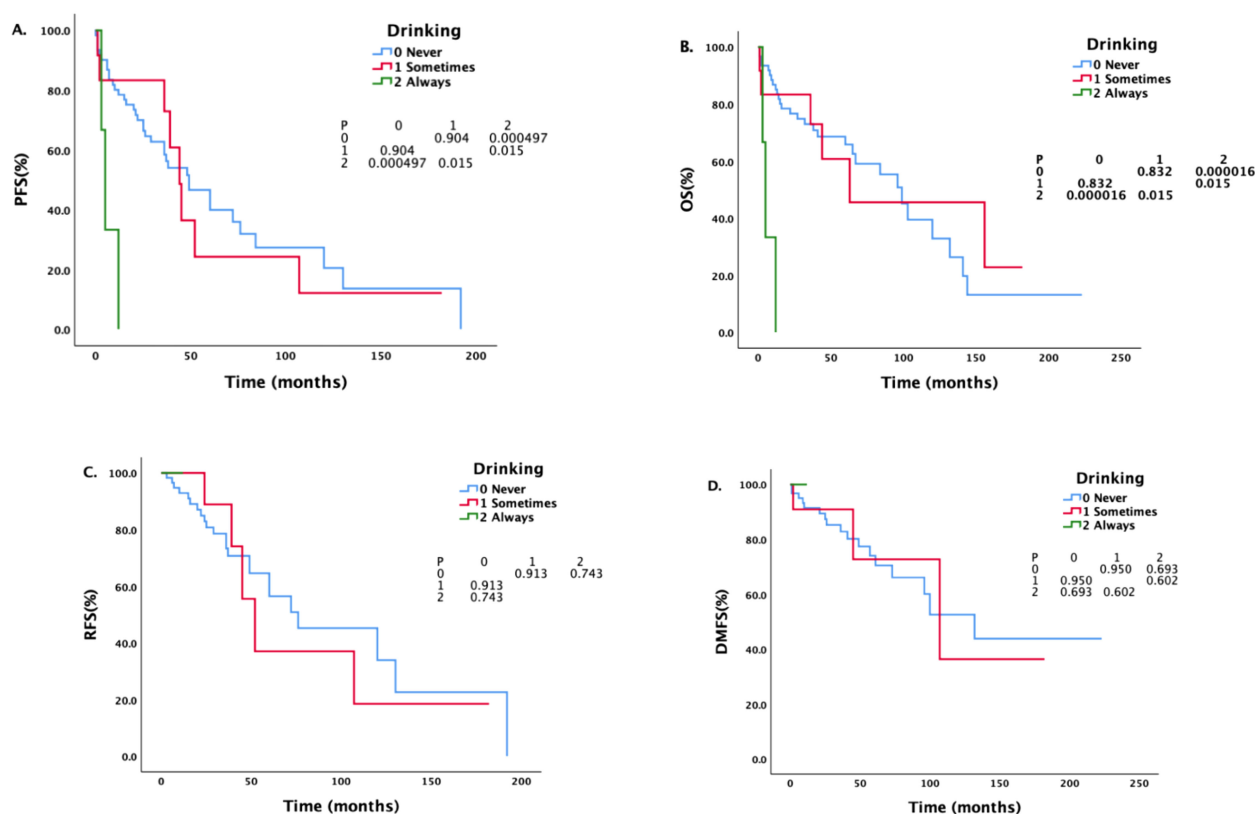 A.
Drinking
0 Never
1 Sometimes
2 Always
P 0 1 2
0 0.904 0.000497
1 0.904 0.015
2 0.000497 0.015
PFS(%)
100.0
80.0
60.0
40.0
20.0
0.0
0 50 100 150 200
Time (months)
B.
Drinking
0 Never
1 Sometimes
2 Always
P 0 1 2
0 0.832 0.000016
1 0.832 0.015
2 0.000016 0.015
OS(%)
100.0
80.0
60.0
40.0
20.0
0.0
0 50 100 150 200 250
Time (months)
C.
Drinking
0 Never
1 Sometimes
2 Always
P 0 1 2
0 0.913 0.743
1 0.913
2 0.743
RFS(%)
100.0
80.0
60.0
40.0
20.0
0.0
0 50 100 150 200
Time (months)
D.
Drinking
0 Never
1 Sometimes
2 Always
P 0 1 2
0 0.950 0.693
1 0.950 0.602
2 0.693 0.602
DMFS(%)
100.0
80.0
60.0
40.0
20.0
0.0
0 50 100 150 200 250
Time (months)